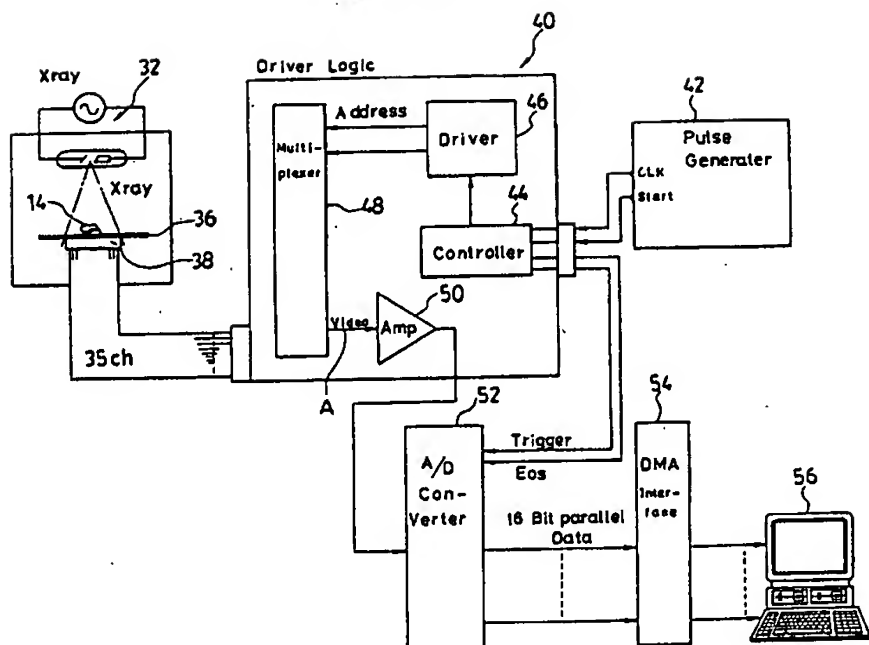 40
Xray
32
Driver Logic
42
Address
46
Pulse
Generater
Driver
Multi-
plexer
CLK
Start
Xray
14
36
48
44
38
Controller
50
Video
Amp
35ch
A
52
54
Trigger
A/D
Con-
verter
Eos
DMA
Inter-
fase
56
16 Bit parallel
Data